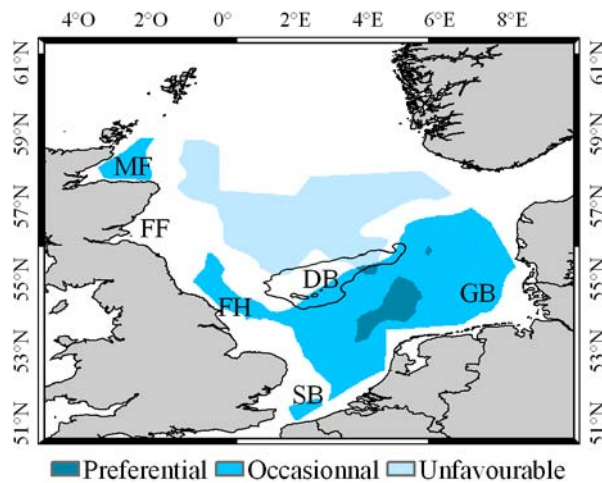 4°O 2°O 0° 2°E 4°E 6°E 8°E
61°N 61°N
59°N 59°N
MF
57°N 57°N
FF
DB
55°N 55°N
FH GB
53°N 53°N
SB
51°N 51°N
Preferential Occasionnal Unfavourable